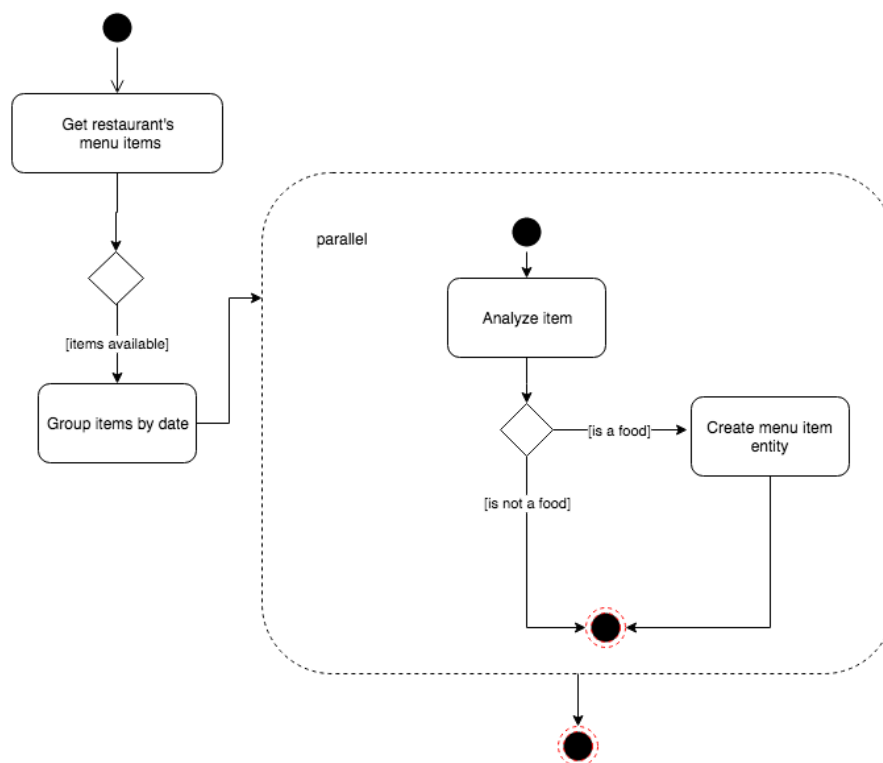 Get restaurant's
menu items
[items available]
Group items by date
parallel
Analyze item
[is a food]
Create menu item
entity
[is not a food]